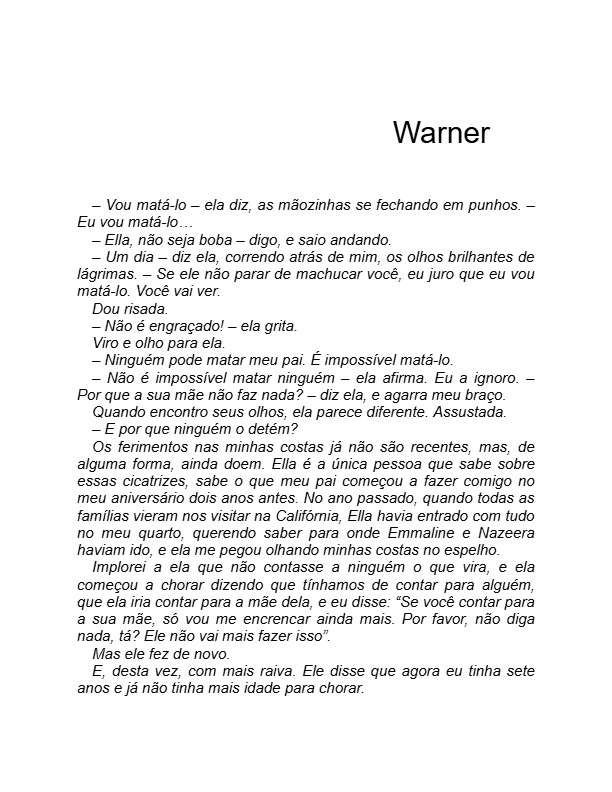 Warner
– Vou matá-lo – ela diz, as mãozinhas se fechando em punhos. –
Eu vou matá-lo…
– Ella, não seja boba – digo, e saio andando.
– Um dia – diz ela, correndo atrás de mim, os olhos brilhantes de
lágrimas. – Se ele não parar de machucar você, eu juro que eu vou
matá-lo. Você vai ver.
Dou risada.
– Não é engraçado! – ela grita.
Viro e olho para ela.
– Ninguém pode matar meu pai. É impossível matá-lo.
– Não é impossível matar ninguém – ela afirma. Eu a ignoro. –
Por que a sua mãe não faz nada? – diz ela, e agarra meu braço.
Quando encontro seus olhos, ela parece diferente. Assustada.
– E por que ninguém o detém?
Os ferimentos nas minhas costas já não são recentes, mas, de
alguma forma, ainda doem. Ella é a única pessoa que sabe sobre
essas cicatrizes, sabe o que meu pai começou a fazer comigo no
meu aniversário dois anos antes. No ano passado, quando todas as
famílias vieram nos visitar na Califórnia, Ella havia entrado com tudo
no meu quarto, querendo saber para onde Emmaline e Nazeera
haviam ido, e ela me pegou olhando minhas costas no espelho.
Implorei a ela que não contasse a ninguém o que vira, e ela
começou a chorar dizendo que tínhamos de contar para alguém,
que ela iria contar para a mãe dela, e eu disse: “Se você contar para
a sua mãe, só vou me encrencar ainda mais. Por favor, não diga
nada, tá? Ele não vai mais fazer isso”.
Mas ele fez de novo.
E, desta vez, com mais raiva. Ele disse que agora eu tinha sete
anos e já não tinha mais idade para chorar.